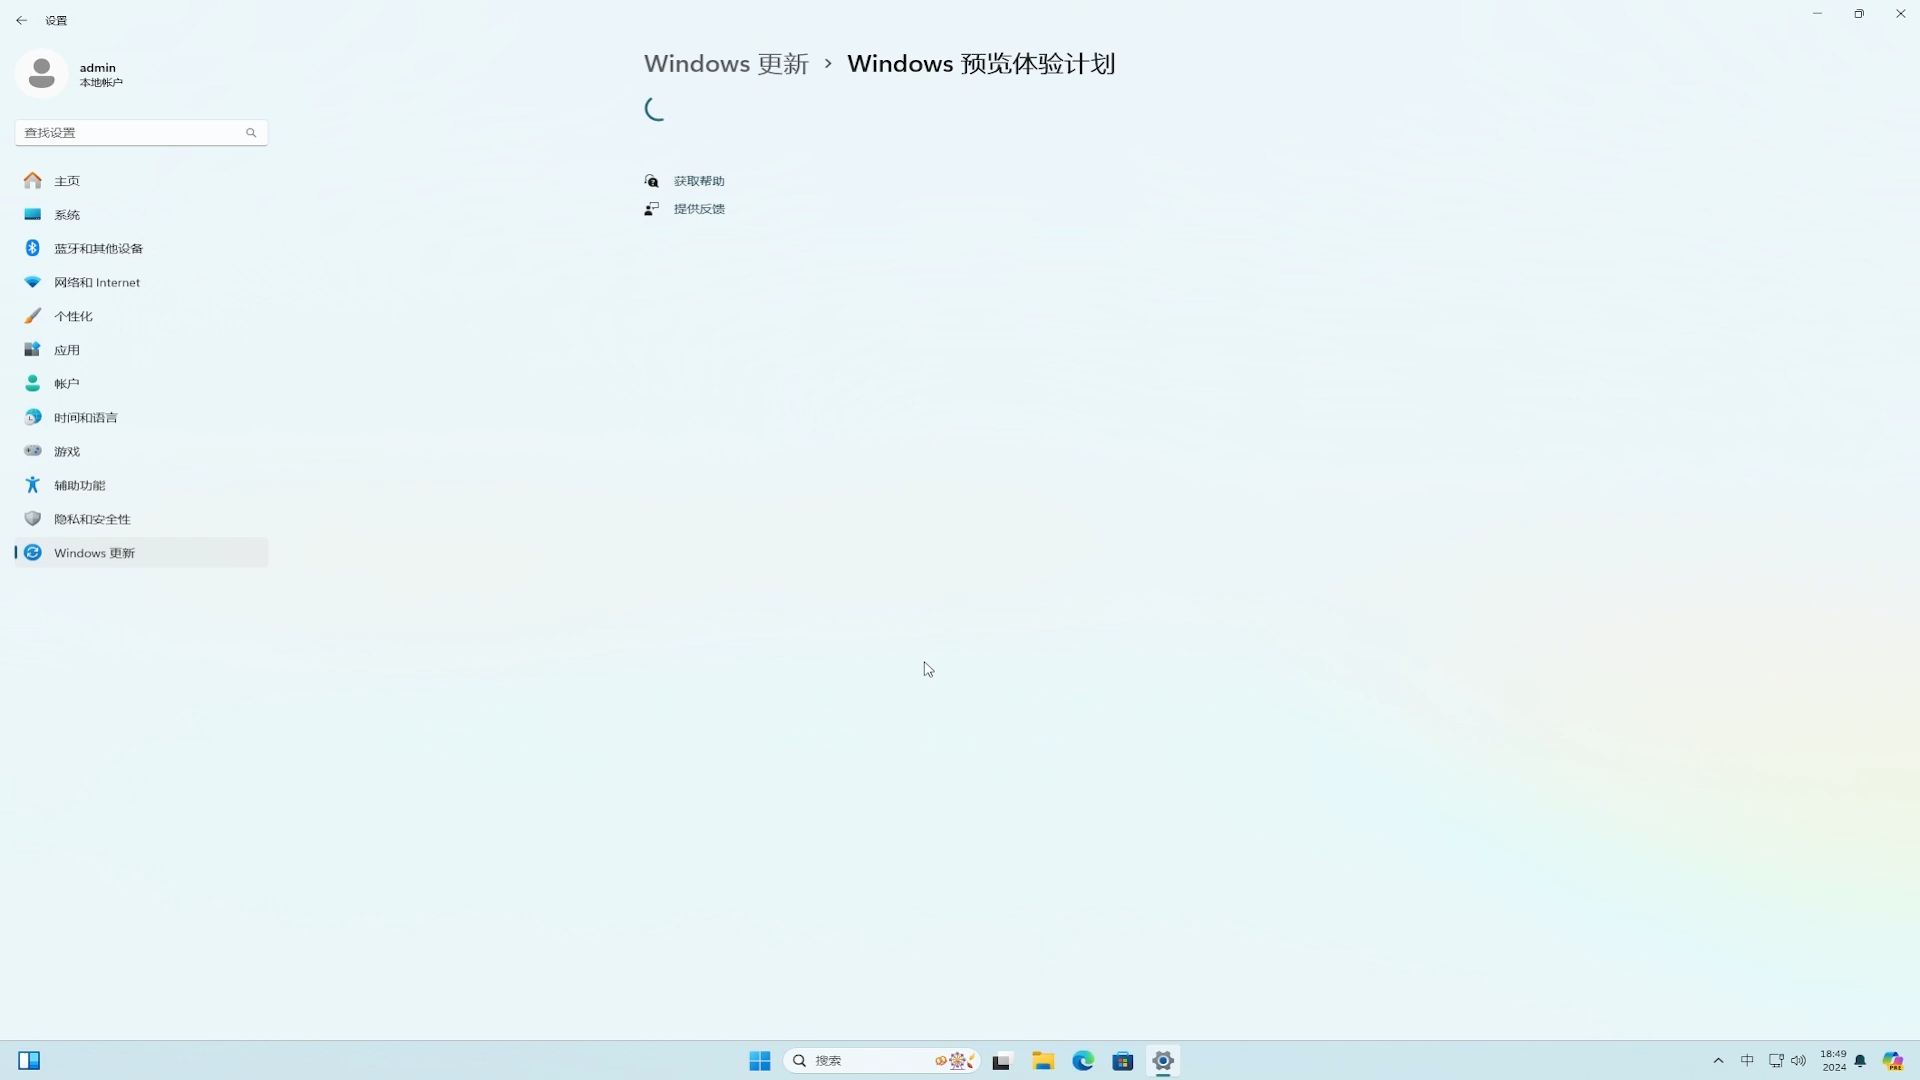 设置
admin
本地帐户
查找设置
主页
系统
蓝牙和其他设备
网络和 Internet
个性化
应用
帐户
时间和语言
游戏
辅助功能
隐私和安全性
Windows 更新
Windows 更新 › Windows 预览体验计划
获取帮助
提供反馈
搜索
中
18:49
2024
PRE